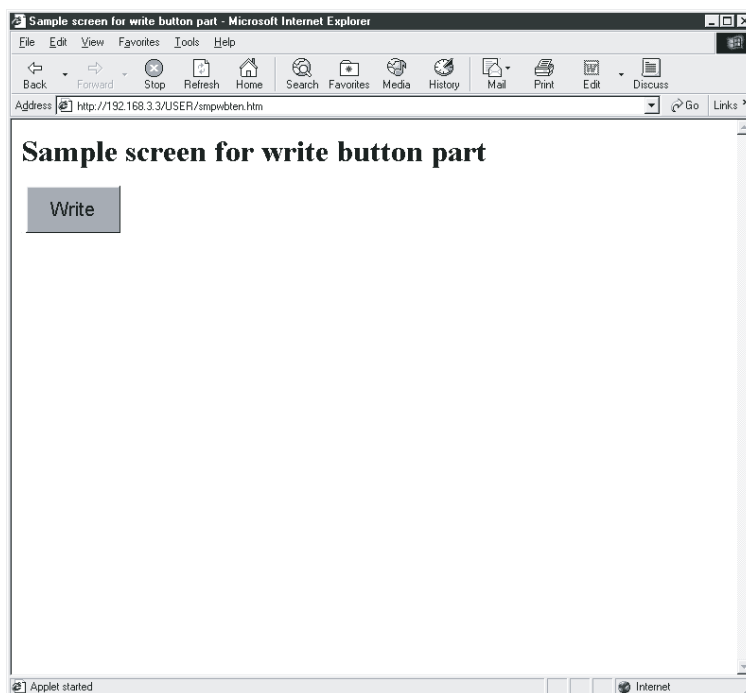 Sample screen for write button part - Microsoft Internet Explorer
File Edit View Favorites Tools Help
Back Forward Stop Refresh Home Search Favorites Media History Mail Print Edit Discuss
Address http://192.168.3.3/USER/smpwbten.htm Go Links »
Sample screen for write button part
Write
Applet started Internet